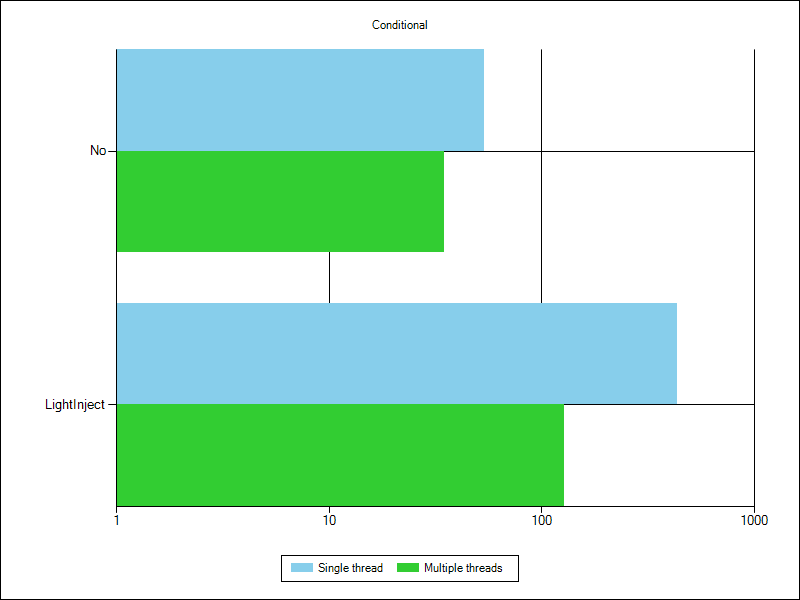 Conditional
No
LightInject
1 10 100 1000
Single thread Multiple threads